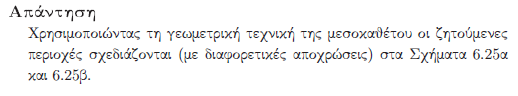 Απάντηση
Χρησιμοποιώντας τη γεωμετρική τεχνική της μεσοκαθέτου οι ζητούμενες
περιοχές σχεδιάζονται (με διαφορετικές αποχρώσεις) στα Σχήματα 6.25α
και 6.25β.